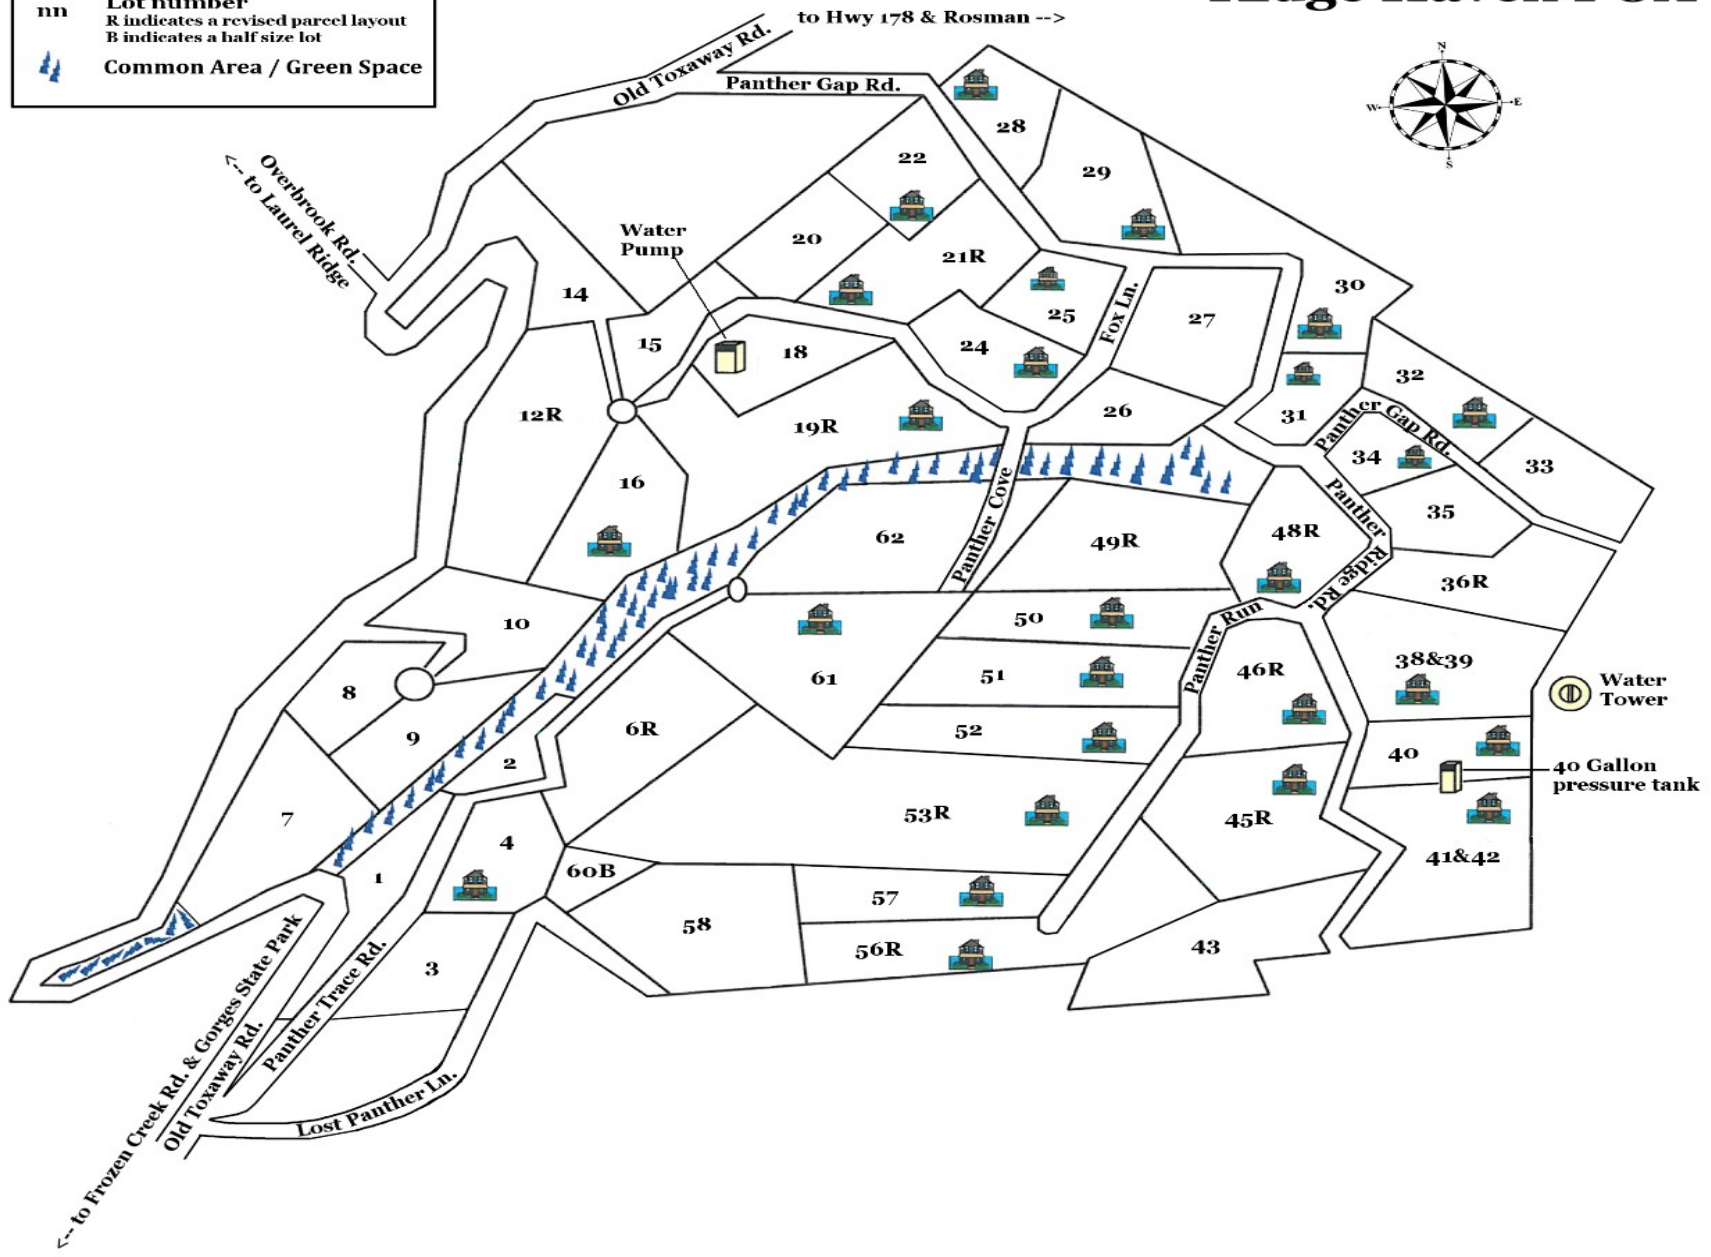 nn
Lot number
R indicates a revised parcel layout
B indicates a half size lot
Common Area / Green Space
to Hwy 178 & Rosman -->
Old Toxaway Rd.
Panther Gap Rd.
N
W
E
S
<-- to Laurel Ridge
Overbrook Rd.
Water
Pump
28
22
29
20
21R
14
30
25
Fox Ln.
27
15
18
24
32
12R
19R
26
31
Panther Gap Rd.
34
33
16
35
Panther Cove
62
49R
48R
Panther
Ridge Rd.
36R
10
50
Panther Run
8
61
51
46R
38&39
Water
Tower
9
6R
52
2
40
40 Gallon
pressure tank
7
4
53R
45R
41&42
1
60B
57
58
56R
43
3
<-- to Frozen Creek Rd. & Gorges State Park
Old Toxaway Rd.
Panther Trace Rd.
Lost Panther Ln.